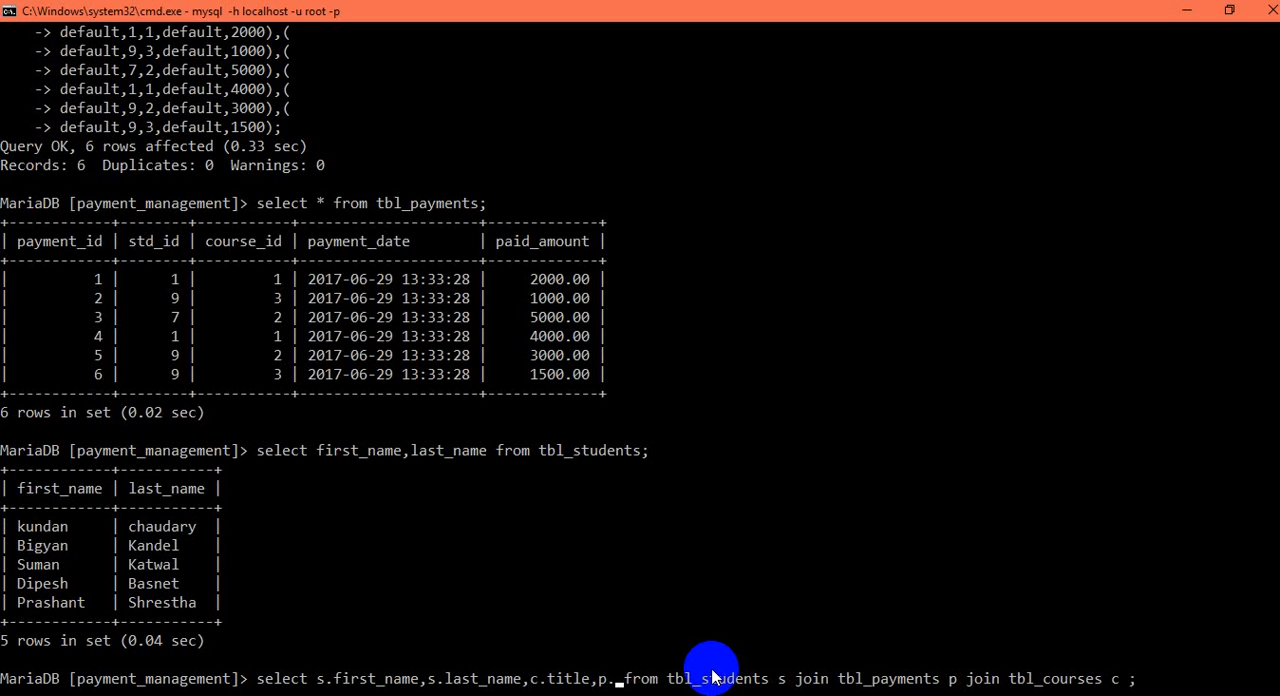 C:\Windows\system32\cmd.exe - mysql -h localhost -u root -p
-> default,1,1,default,2000),(
-> default,9,3,default,1000),(
-> default,7,2,default,5000),(
-> default,1,1,default,4000),(
-> default,9,2,default,3000),(
-> default,9,3,default,1500);
Query OK, 6 rows affected (0.33 sec)
Records: 6  Duplicates: 0  Warnings: 0
MariaDB [payment_management]> select * from tbl_payments;
+------------+--------+-----------+---------------------+-------------+
| payment_id | std_id | course_id | payment_date        | paid_amount |
+------------+--------+-----------+---------------------+-------------+
|          1 |      1 |         1 | 2017-06-29 13:33:28 |     2000.00 |
|          2 |      9 |         3 | 2017-06-29 13:33:28 |     1000.00 |
|          3 |      7 |         2 | 2017-06-29 13:33:28 |     5000.00 |
|          4 |      1 |         1 | 2017-06-29 13:33:28 |     4000.00 |
|          5 |      9 |         2 | 2017-06-29 13:33:28 |     3000.00 |
|          6 |      9 |         3 | 2017-06-29 13:33:28 |     1500.00 |
+------------+--------+-----------+---------------------+-------------+
6 rows in set (0.02 sec)
MariaDB [payment_management]> select first_name,last_name from tbl_students;
+------------+-----------+
| first_name | last_name |
+------------+-----------+
| kundan     | chaudary  |
| Bigyan     | Kandel    |
| Suman      | Katwal    |
| Dipesh     | Basnet    |
| Prashant   | Shrestha  |
+------------+-----------+
5 rows in set (0.04 sec)
MariaDB [payment_management]> select s.first_name,s.last_name,c.title,p. from tbl_students s join tbl_payments p join tbl_courses c ;